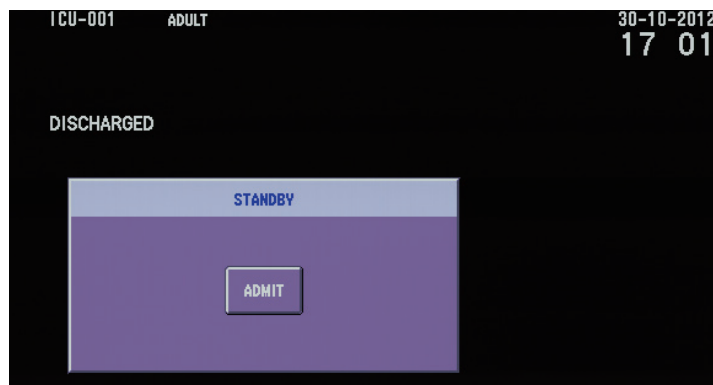 ICU-001 ADULT 30-10-2012
17 01
DISCHARGED
STANDBY
ADMIT